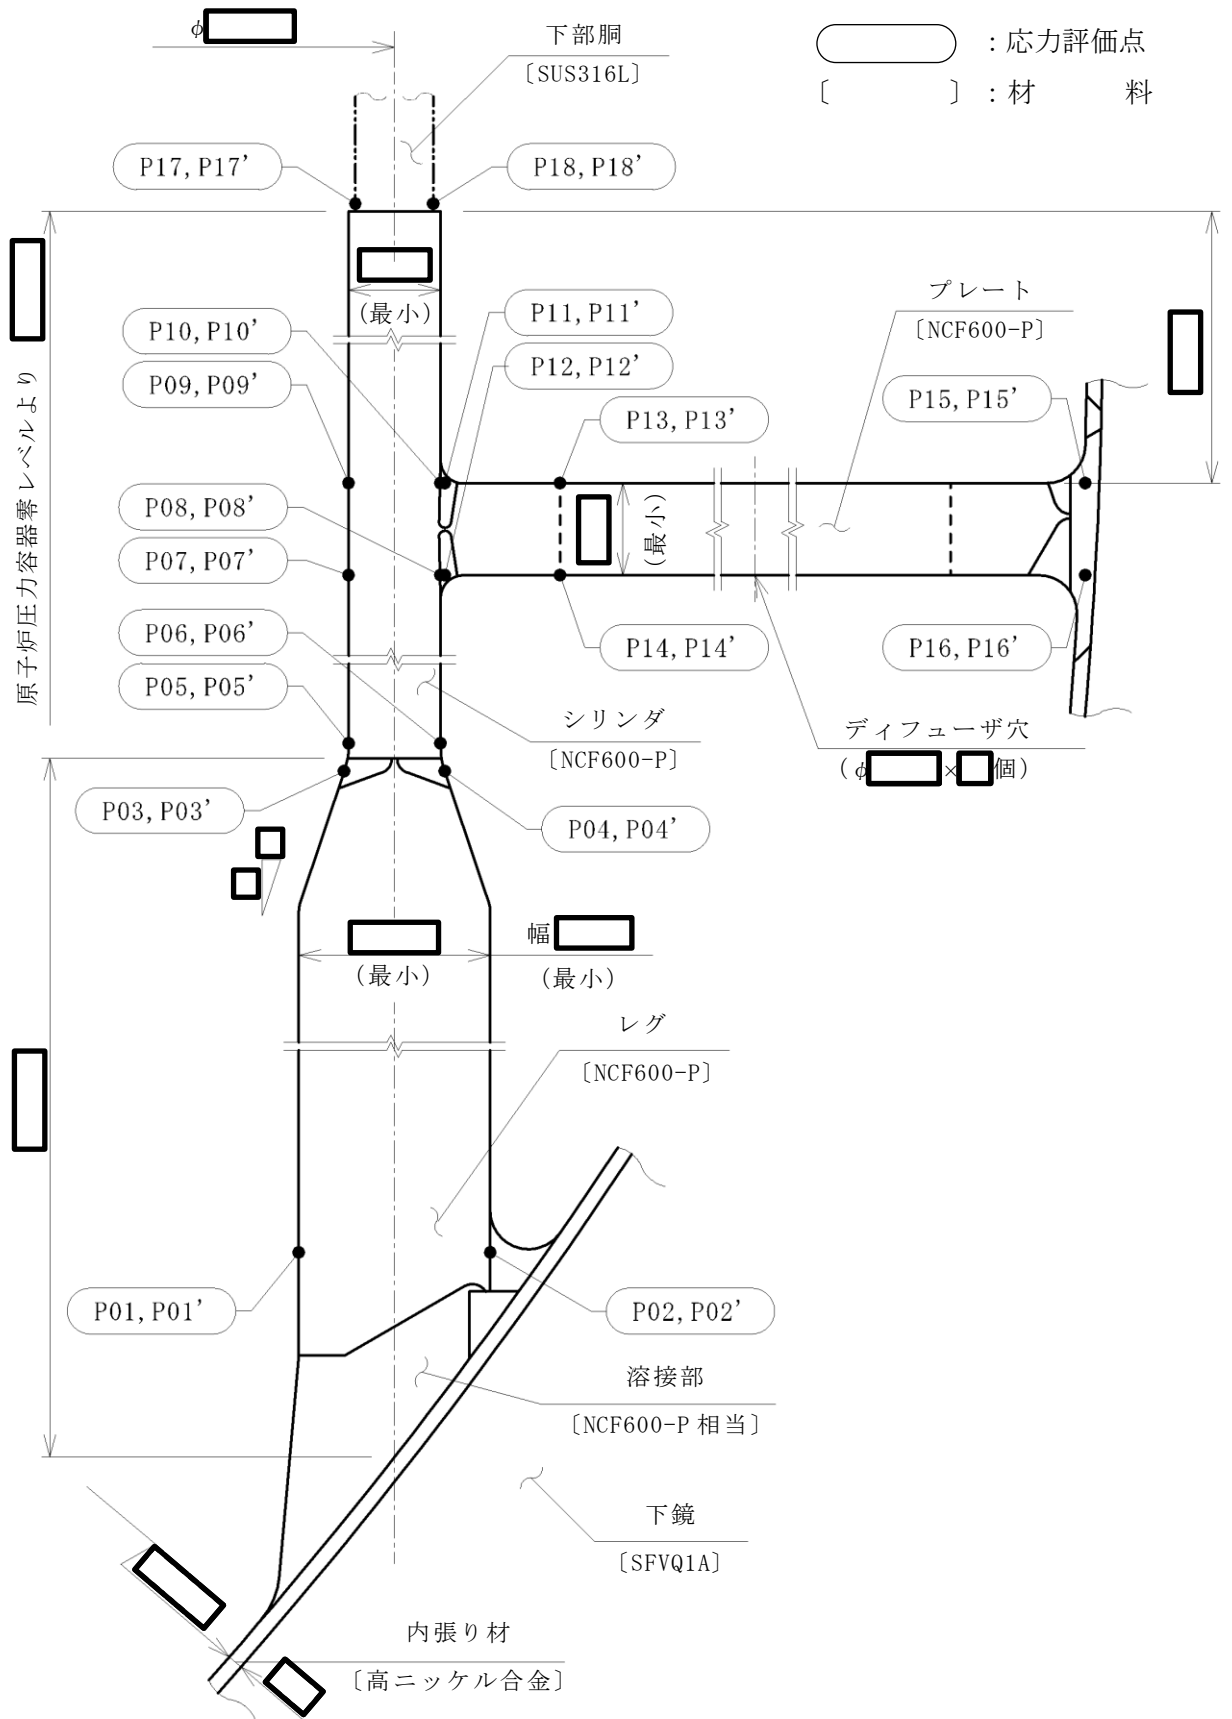 φ
下部胴
〔SUS316L〕
：応力評価点
〔　　　〕：材　料
P17, P17’
P18, P18’
(最小)
プレート
〔NCF600-P〕
P10, P10’
P11, P11’
P09, P09’
P12, P12’
P13, P13’
P15, P15’
原子炉圧力容器零レベルより
P08, P08’
(最小)
P07, P07’
P06, P06’
P14, P14’
P16, P16’
P05, P05’
シリンダ
〔NCF600-P〕
ディフューザ穴
(φ×個)
P03, P03’
P04, P04’
幅
(最小)
(最小)
レグ
〔NCF600-P〕
P01, P01’
P02, P02’
溶接部
〔NCF600-P 相当〕
下鏡
〔SFVQ1A〕
内張り材
〔高ニッケル合金〕